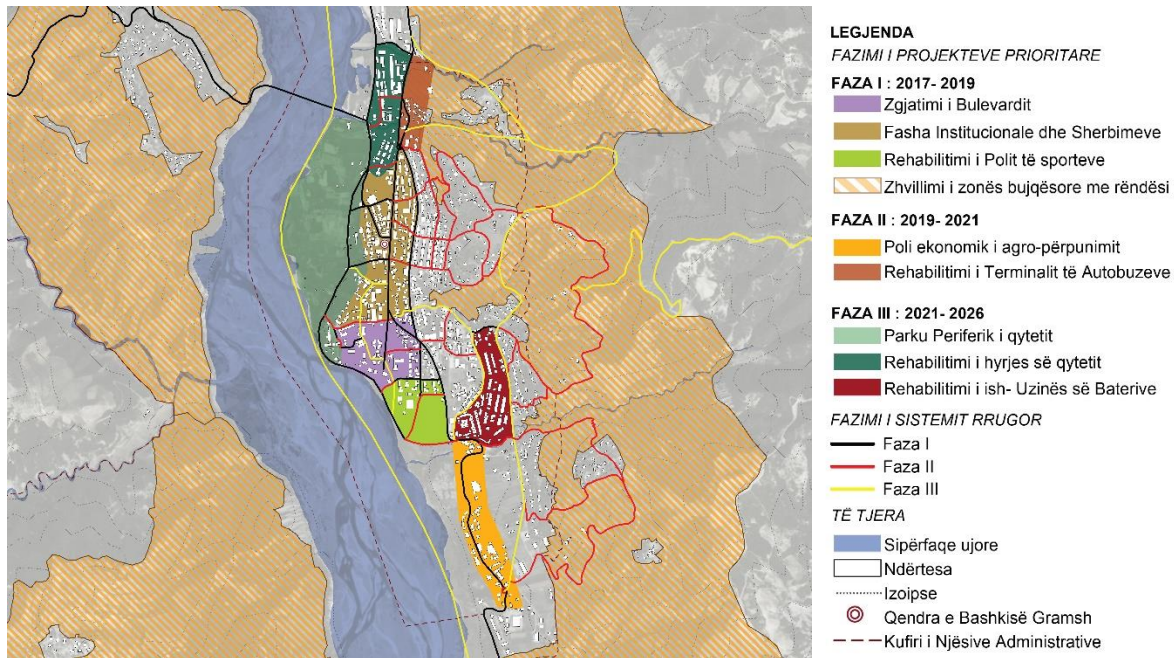 LEGJENDA
FAZIMI I PROJEKTEVE PRIORITARE
FAZA I : 2017- 2019
Zgjatimi i Bulevardit
Fasha Institucionale dhe Sherbimeve
Rehabilitimi i Polit të sporteve
Zhvillimi i zonës bujqësore me rëndësi
FAZA II : 2019- 2021
Poli ekonomik i agro-përpunimit
Rehabilitimi i Terminalit të Autobuzeve
FAZA III : 2021- 2026
Parku Periferik i qytetit
Rehabilitimi i hyrjes së qytetit
Rehabilitimi i ish- Uzinës së Baterive
FAZIMI I SISTEMIT RRUGOR
Faza I
Faza II
Faza III
TË TJERA
Sipërfaqe ujore
Ndërtesa
Izoipse
Qendra e Bashkisë Gramsh
Kufiri i Njësive Administrative